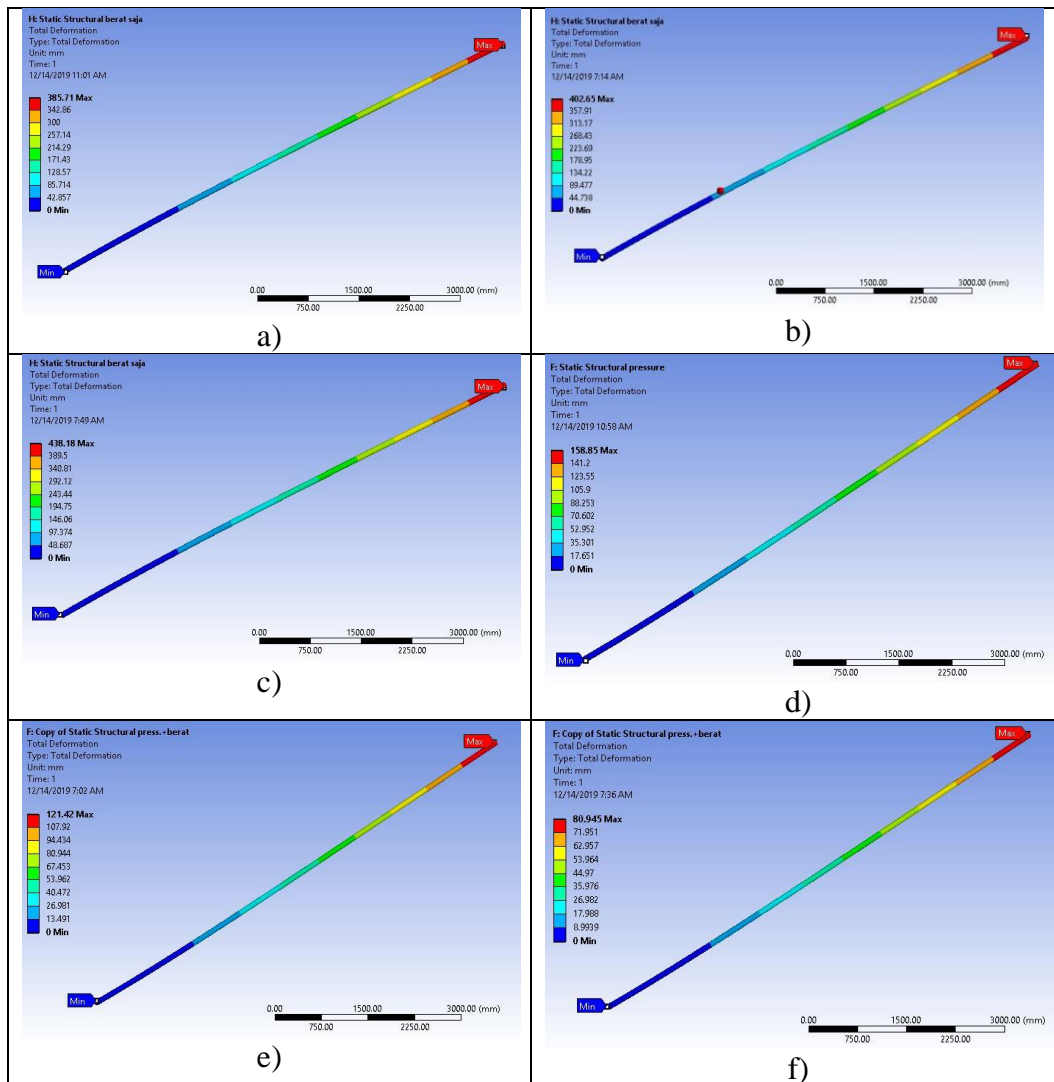 H: Static Structural berat saja
Total Deformation
Type: Total Deformation
Unit: mm
Time: 1
12/14/2019 11:01 AM
385.71 Max
342.86
300
257.14
214.29
171.43
128.57
85.714
42.857
0 Min
Max
Min
0.00 1500.00 3000.00 (mm)
750.00 2250.00
a)
H: Static Structural berat saja
Total Deformation
Type: Total Deformation
Unit: mm
Time: 1
12/14/2019 7:14 AM
402.65 Max
357.91
313.17
268.43
223.69
178.95
134.22
89.477
44.738
0 Min
Max
Min
0.00 1500.00 3000.00 (mm)
750.00 2250.00
b)
H: Static Structural berat saja
Total Deformation
Type: Total Deformation
Unit: mm
Time: 1
12/14/2019 7:49 AM
438.18 Max
389.5
340.81
292.12
243.44
194.75
146.06
97.374
48.687
0 Min
Max
Min
0.00 1500.00 3000.00 (mm)
750.00 2250.00
c)
F: Static Structural pressure
Total Deformation
Type: Total Deformation
Unit: mm
Time: 1
12/14/2019 10:58 AM
158.85 Max
141.2
123.55
105.9
88.253
70.602
52.952
35.301
17.651
0 Min
Max
Min
0.00 1500.00 3000.00 (mm)
750.00 2250.00
d)
F: Copy of Static Structural press.+berat
Total Deformation
Type: Total Deformation
Unit: mm
Time: 1
12/14/2019 7:02 AM
121.42 Max
107.92
94.434
80.944
67.453
53.962
40.472
26.981
13.491
0 Min
Max
Min
0.00 1500.00 3000.00 (mm)
750.00 2250.00
e)
F: Copy of Static Structural press.+berat
Total Deformation
Type: Total Deformation
Unit: mm
Time: 1
12/14/2019 7:36 AM
80.945 Max
71.951
62.957
53.964
44.97
35.976
26.982
17.988
8.9939
0 Min
Max
Min
0.00 1500.00 3000.00 (mm)
750.00 2250.00
f)